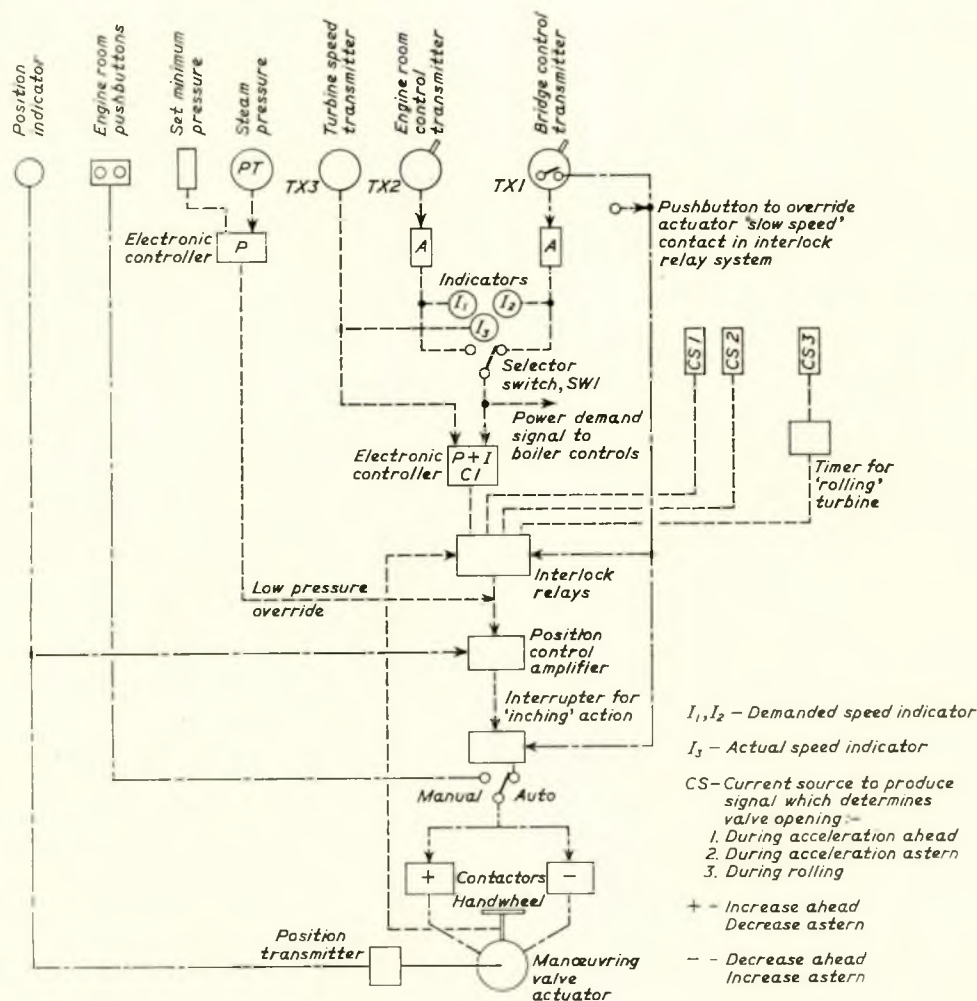 Position
indicator
Engine room
pushbuttons
Set minimum
pressure
Steam
pressure
Turbine speed
transmitter
Engine room
control
transmitter
Bridge control
transmitter
PT
TX3
TX2
TX1
Electronic
controller
P
A
A
Pushbutton to override
actuator 'slow speed'
contact in interlock
relay system
Indicators
I1
I2
I3
Selector
switch, SW1
CS1
CS2
CS3
Power demand
signal to
boiler controls
Electronic
controller
P + I
C1
Timer for
'rolling'
turbine
Low pressure
override
Interlock
relays
Position
control
amplifier
Interrupter for
'inching' action
Manual
Auto
+
Contactors
-
Handwheel
Position
transmitter
Manœuvring
valve
actuator
I1, I2 – Demanded speed indicator
I3 – Actual speed indicator
CS – Current source to produce
signal which determines
valve opening :–
1. During acceleration ahead
2. During acceleration astern
3. During rolling
+ – Increase ahead
Decrease astern
– – Decrease ahead
Increase astern